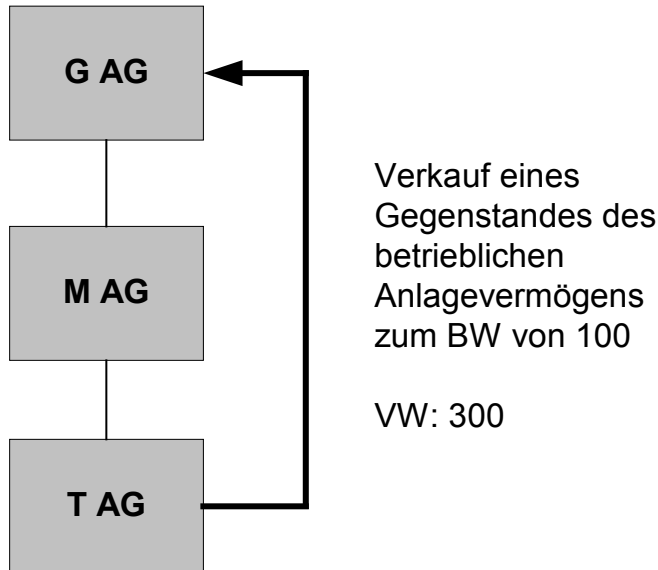 G AG
M AG
T AG
Verkauf eines
Gegenstandes des
betrieblichen
Anlagevermögens
zum BW von 100
VW: 300